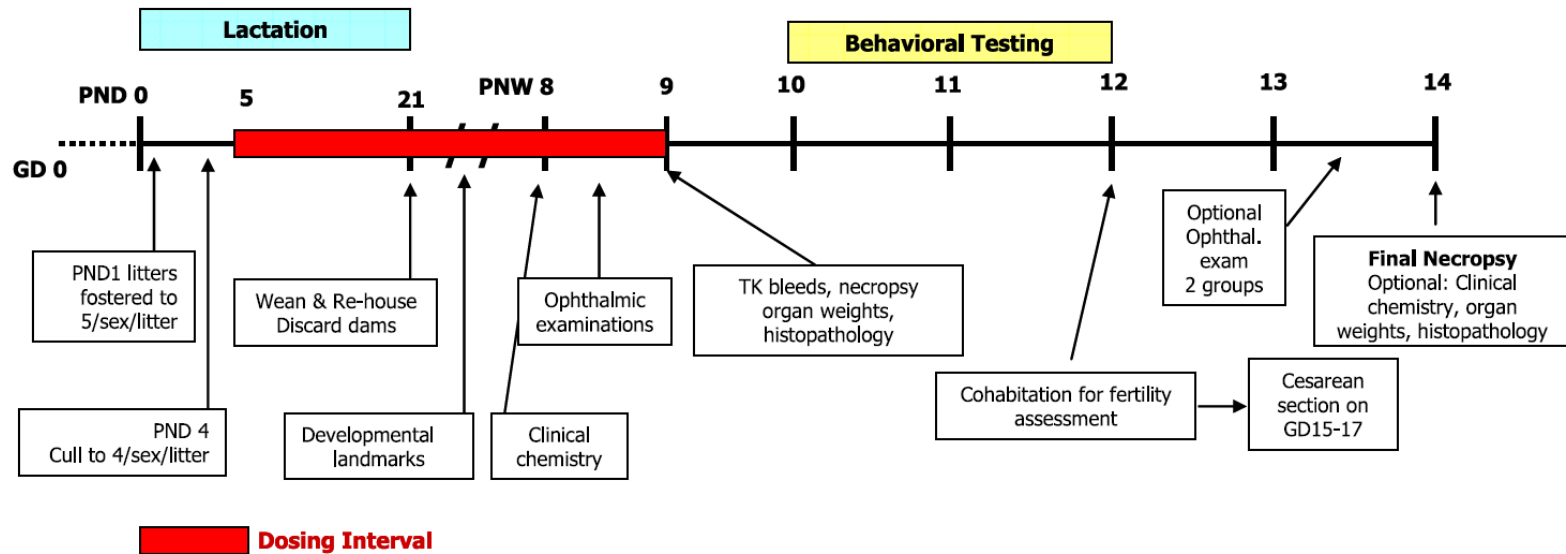 Lactation
Behavioral Testing
PND 0
5
21
PNW 8
9
10
11
12
13
14
GD 0
PND1 litters
fostered to
5/sex/litter
Wean & Re-house
Discard dams
Ophthalmic
examinations
TK bleeds, necropsy
organ weights,
histopathology
Optional
Ophthal.
exam
2 groups
Final Necropsy
Optional: Clinical
chemistry, organ
weights, histopathology
PND 4
Cull to 4/sex/litter
Developmental
landmarks
Clinical
chemistry
Cohabitation for fertility
assessment
Cesarean
section on
GD15-17
Dosing Interval